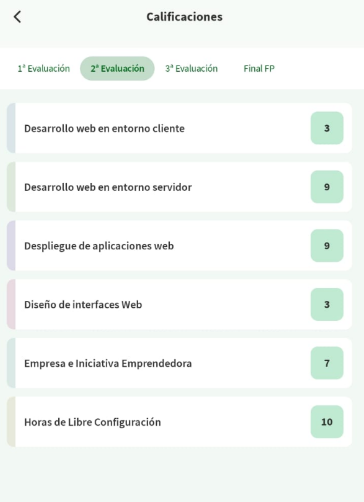 Calificaciones
1ª Evaluación 2ª Evaluación 3ª Evaluación Final FP
Desarrollo web en entorno cliente 3
Desarrollo web en entorno servidor 9
Despliegue de aplicaciones web 9
Diseño de interfaces Web 3
Empresa e Iniciativa Emprendedora 7
Horas de Libre Configuración 10